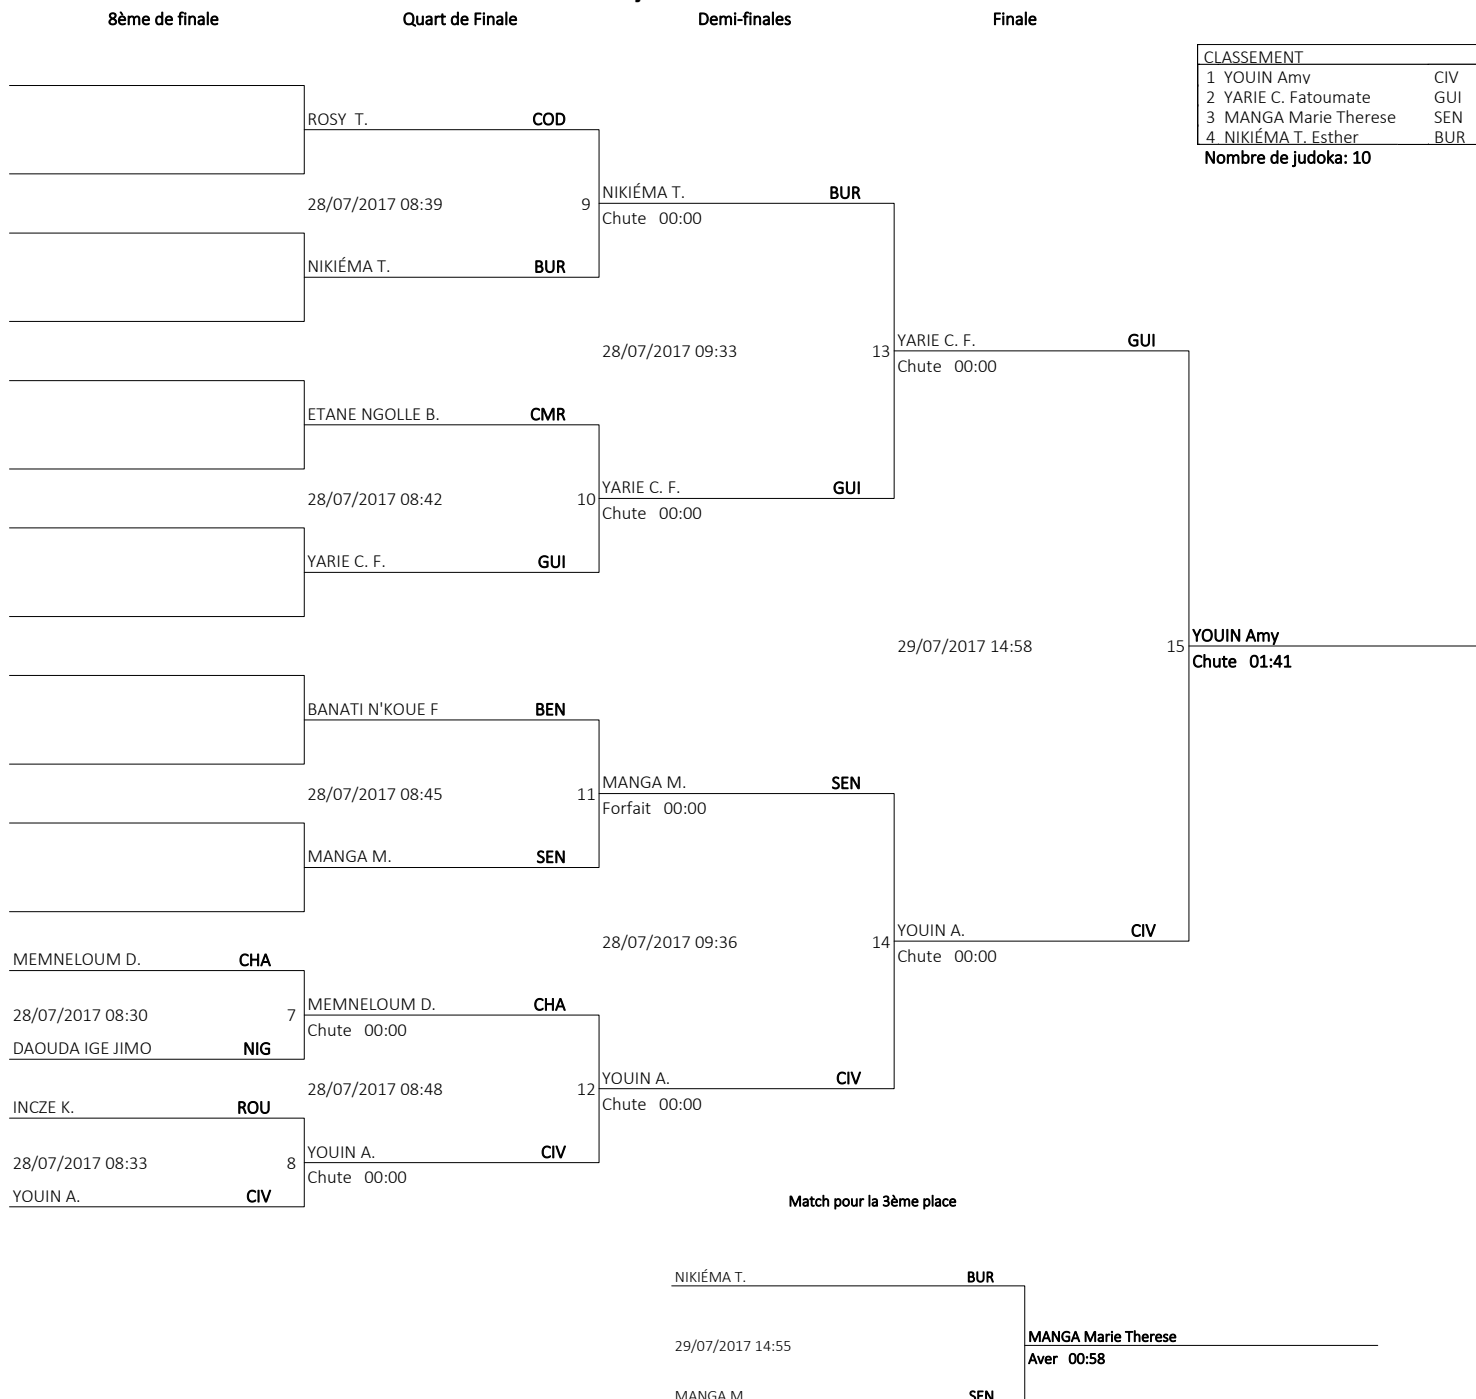 8ème de finale Quart de Finale Demi-finales Finale
CLASSEMENT
1 YOUIN Amy CIV
2 YARIE C. Fatoumate GUI
3 MANGA Marie Therese SEN
4 NIKIÉMA T. Esther BUR
Nombre de judoka: 10
ROSY T. COD
28/07/2017 08:39 9
NIKIÉMA T. BUR
Chute 00:00
NIKIÉMA T. BUR
28/07/2017 09:33 13
YARIE C. F. GUI
Chute 00:00
ETANE NGOLLE B. CMR
28/07/2017 08:42 10
YARIE C. F. GUI
Chute 00:00
YARIE C. F. GUI
29/07/2017 14:58 15
YOUIN Amy
Chute 01:41
BANATI N'KOUE F BEN
28/07/2017 08:45 11
MANGA M. SEN
Forfait 00:00
MANGA M. SEN
28/07/2017 09:36 14
YOUIN A. CIV
Chute 00:00
MEMNELOUM D. CHA
28/07/2017 08:30 7
DAOUDA IGE JIMO NIG
MEMNELOUM D. CHA
Chute 00:00
28/07/2017 08:48 12
YOUIN A. CIV
Chute 00:00
INCZE K. ROU
28/07/2017 08:33 8
YOUIN A. CIV
YOUIN A. CIV
Chute 00:00
Match pour la 3ème place
NIKIÉMA T. BUR
29/07/2017 14:55
MANGA Marie Therese
Aver 00:58
MANGA M. SEN